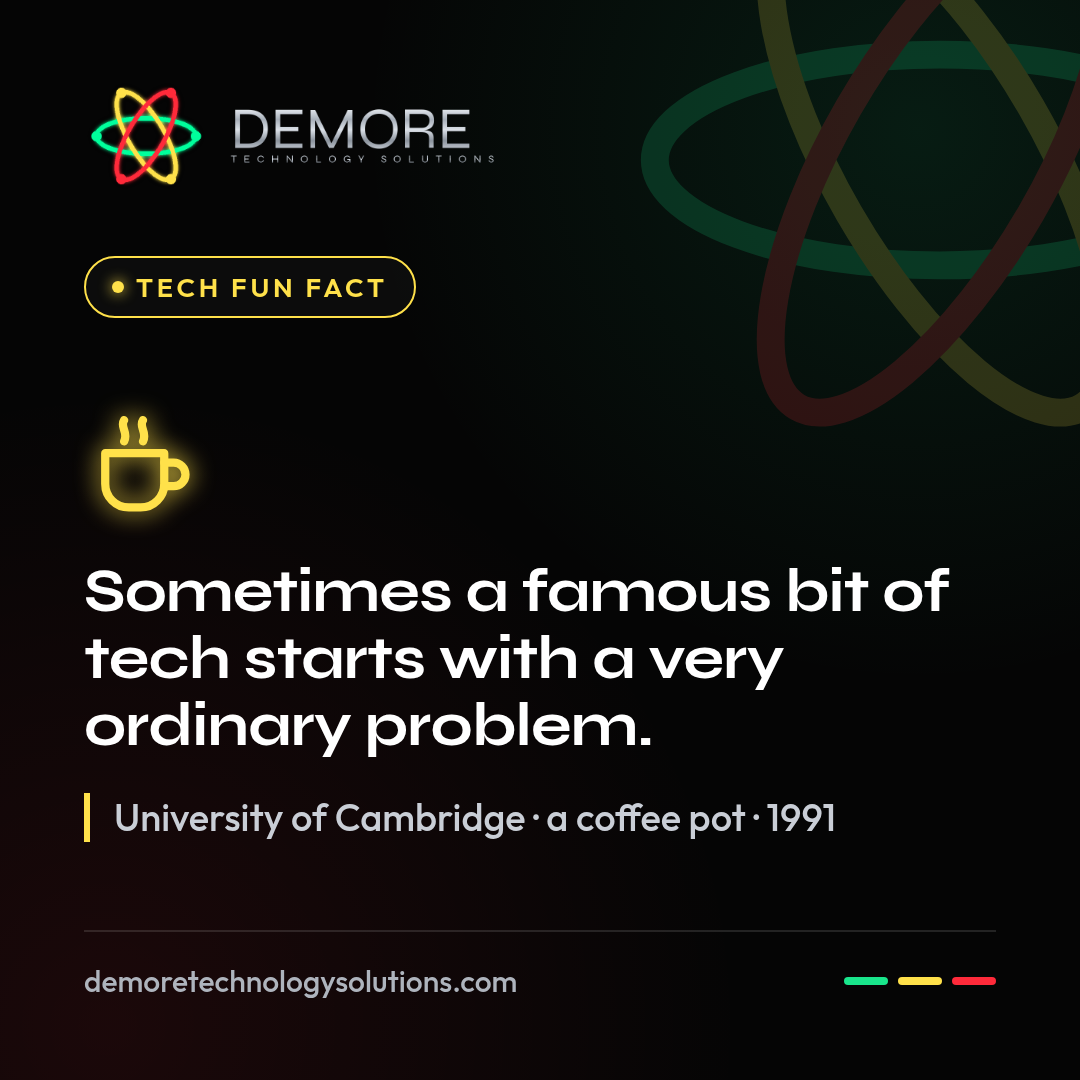 DEMORE
TECHNOLOGY SOLUTIONS
TECH FUN FACT
Sometimes a famous bit of
tech starts with a very
ordinary problem.
University of Cambridge · a coffee pot · 1991
demoretechnologysolutions.com